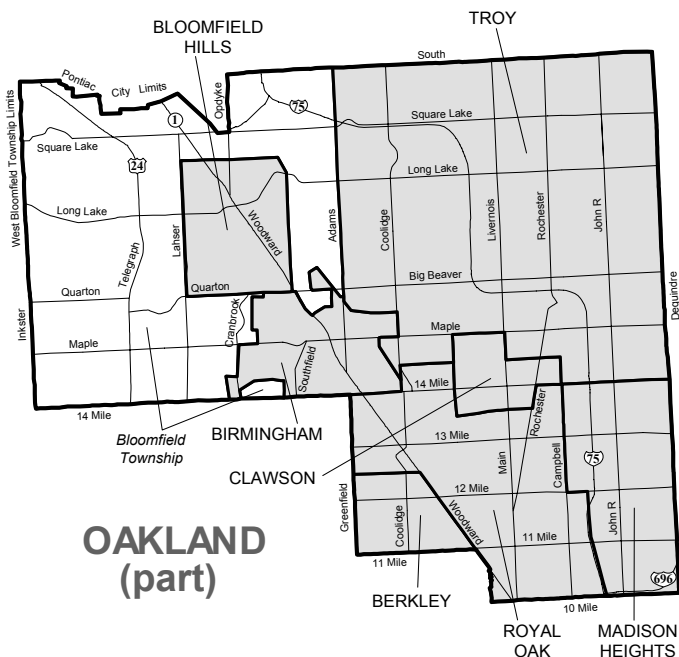 BLOOMFIELD
HILLS
TROY
South
Pontiac City Limits
Opdyke
75
1
Square Lake
Square Lake
24
West Bloomfield Township Limits
Long Lake
Long Lake
Lahser
Woodward
Adams
Coolidge
Livernois
Rochester
John R
Telegraph
Quarton
Quarton
Big Beaver
Dequindre
Inkster
Cranbrook
Maple
Maple
Southfield
14 Mile
14 Mile
Bloomfield
Township
BIRMINGHAM
CLAWSON
13 Mile
Rochester
Main
Campbell
75
Greenfield
Coolidge
12 Mile
Woodward
John R
OAKLAND
(part)
11 Mile
11 Mile
696
10 Mile
BERKLEY
ROYAL
OAK
MADISON
HEIGHTS